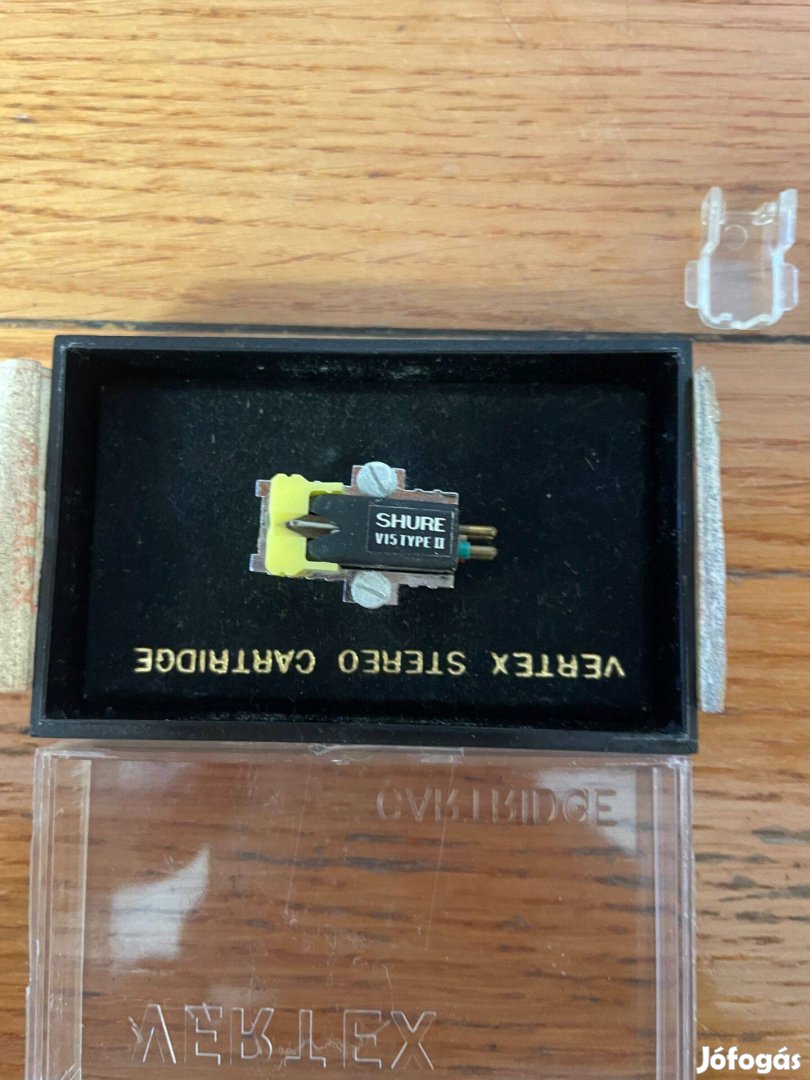 SHURE
V15 TYPE II
VERTEX STEREO CARTRIDGE
CARTRIDGE
VERTEX
Jófogás